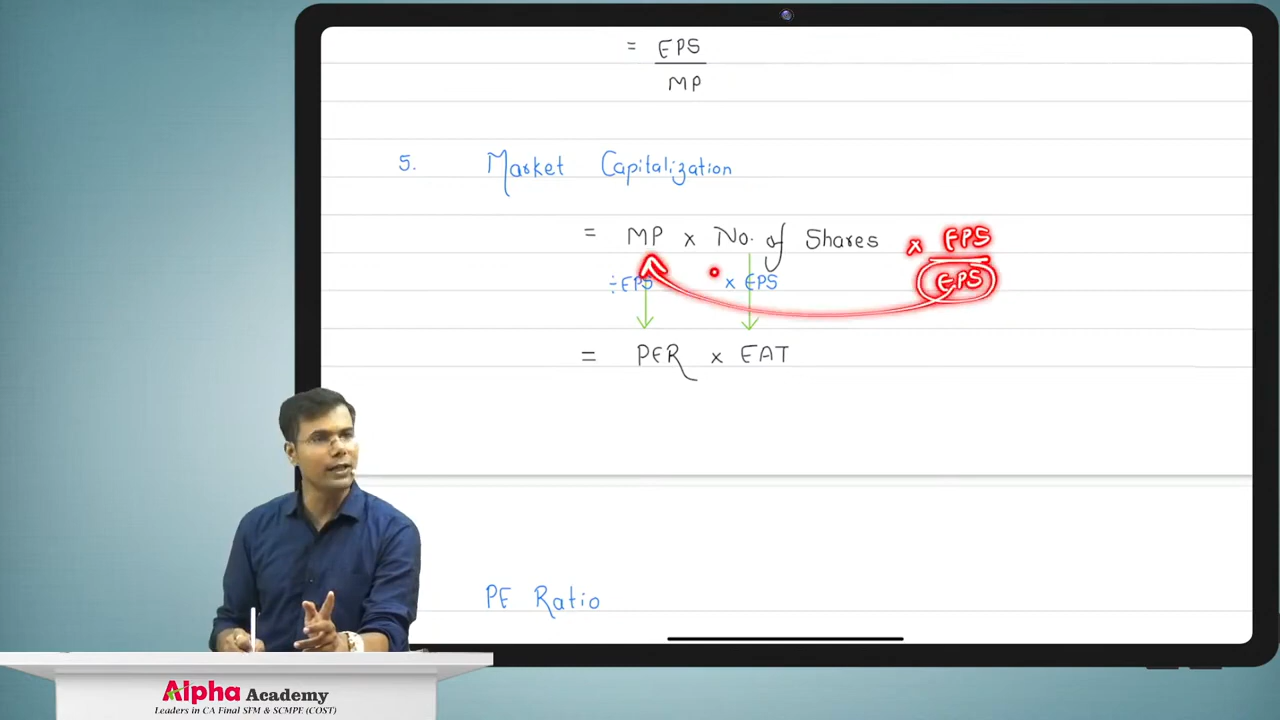 = EPS
MP
5. Market Capitalization
= MP x No. of Shares x EPS
÷EPS x EPS EPS
= PER x EAT
PE Ratio
Alpha Academy
Leaders in CA Final SFM & SCMPE (COST)